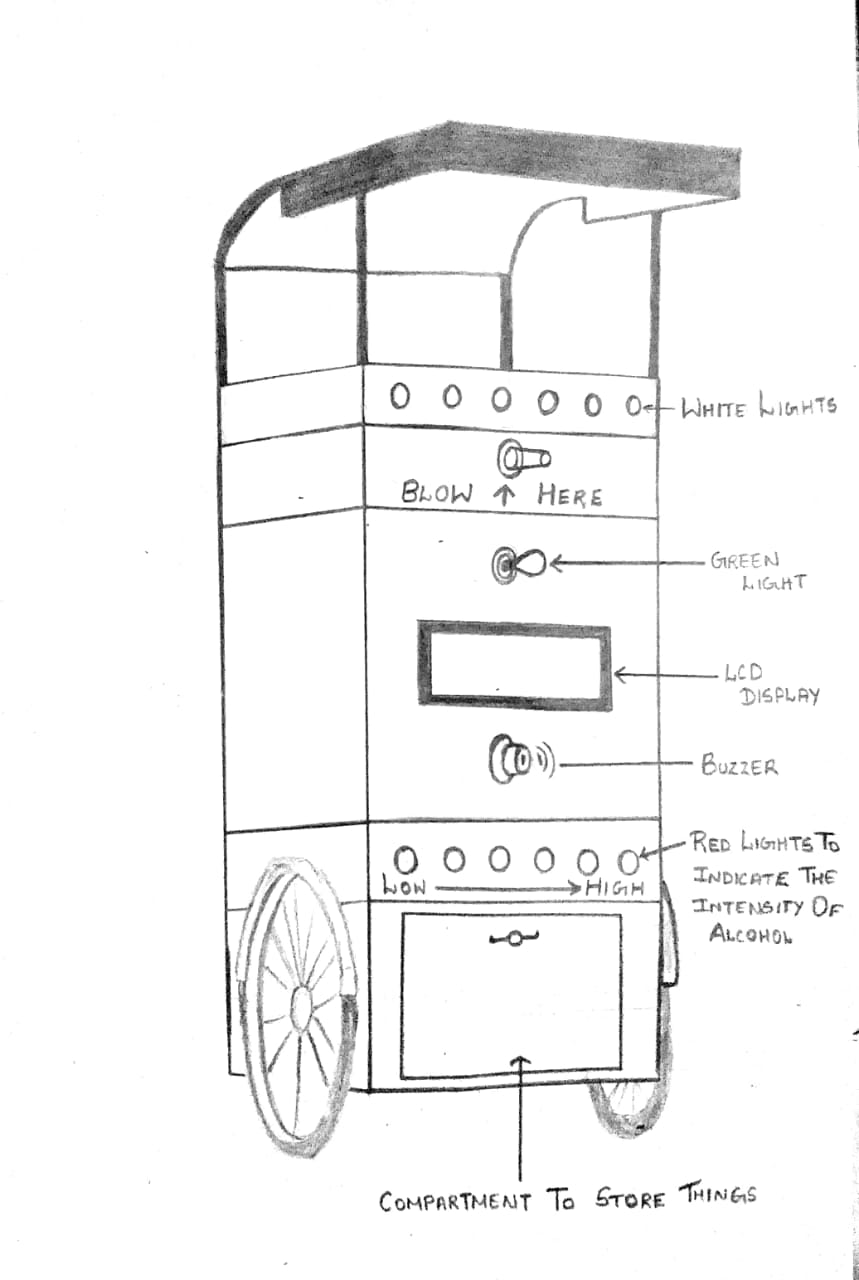 WHITE LIGHTS
BLOW ↑ HERE
GREEN
LIGHT
LCD
DISPLAY
BUZZER
RED LIGHTS TO
INDICATE THE
INTENSITY OF
ALCOHOL
LOW → HIGH
COMPARTMENT TO STORE THINGS